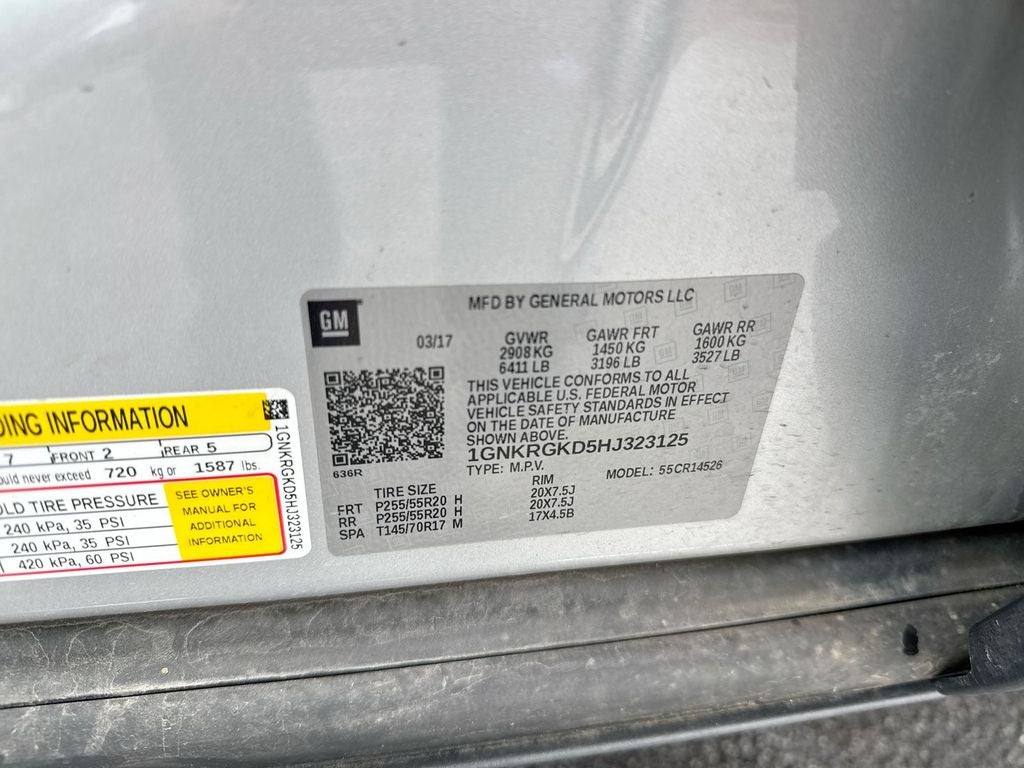 GM
MFD BY GENERAL MOTORS LLC
03/17
GVWR
2908 KG
6411 LB
GAWR FRT
1450 KG
3196 LB
GAWR RR
1600 KG
3527 LB
THIS VEHICLE CONFORMS TO ALL
APPLICABLE U.S. FEDERAL MOTOR
VEHICLE SAFETY STANDARDS IN EFFECT
ON THE DATE OF MANUFACTURE
SHOWN ABOVE.
1GNKRGKD5HJ323125
TYPE: M.P.V. MODEL: 55CR14526
636R
TIRE SIZE RIM
FRT P255/55R20 H 20X7.5J
RR P255/55R20 H 20X7.5J
SPA T145/70R17 M 17X4.5B
DING INFORMATION
7 FRONT 2 REAR 5
ould never exceed 720 kg or 1587 lbs.
OLD TIRE PRESSURE
240 kPa, 35 PSI
240 kPa, 35 PSI
420 kPa, 60 PSI
SEE OWNER'S
MANUAL FOR
ADDITIONAL
INFORMATION
1GNKRGKD5HJ323125